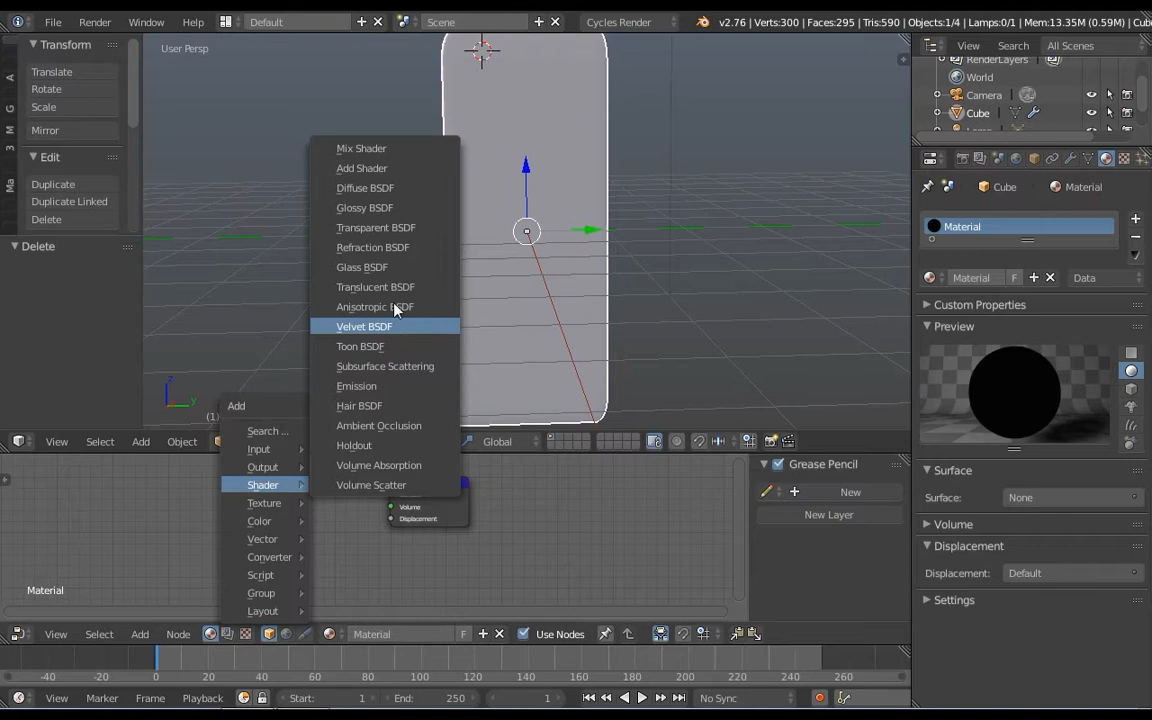 File Render Window Help Default Scene Cycles Render v2.76 | Verts:300 | Faces:295 | Tris:590 | Objects:1/4 | Lamps:0/1 | Mem:13.35M (0.59M) | Cube
Transform
Translate
Rotate
Scale
Mirror
Edit
Duplicate
Duplicate Linked
Delete
Delete
A
G
3
M
Ma
User Persp
(1)
Mix Shader
Add Shader
Diffuse BSDF
Glossy BSDF
Transparent BSDF
Refraction BSDF
Glass BSDF
Translucent BSDF
Anisotropic BSDF
Velvet BSDF
Toon BSDF
Subsurface Scattering
Emission
Hair BSDF
Ambient Occlusion
Holdout
Volume Absorption
Volume Scatter
Add
Search ...
Input
Output
Shader
Texture
Color
Vector
Converter
Script
Group
Layout
View Select Add Object Global
Volume
Displacement
Material
Grease Pencil
New
New Layer
View Select Add Node Material F Use Nodes
-40 -20 0 20 40 60 80 100 120 140 160 180 200 220 240 260
View Marker Frame Playback Start: 1 End: 250 1 No Sync
View Search All Scenes
RenderLayers
World
Camera
Cube
Cube Material
Material
Material F Data
Custom Properties
Preview
Surface
Surface: None
Volume
Displacement
Displacement: Default
Settings